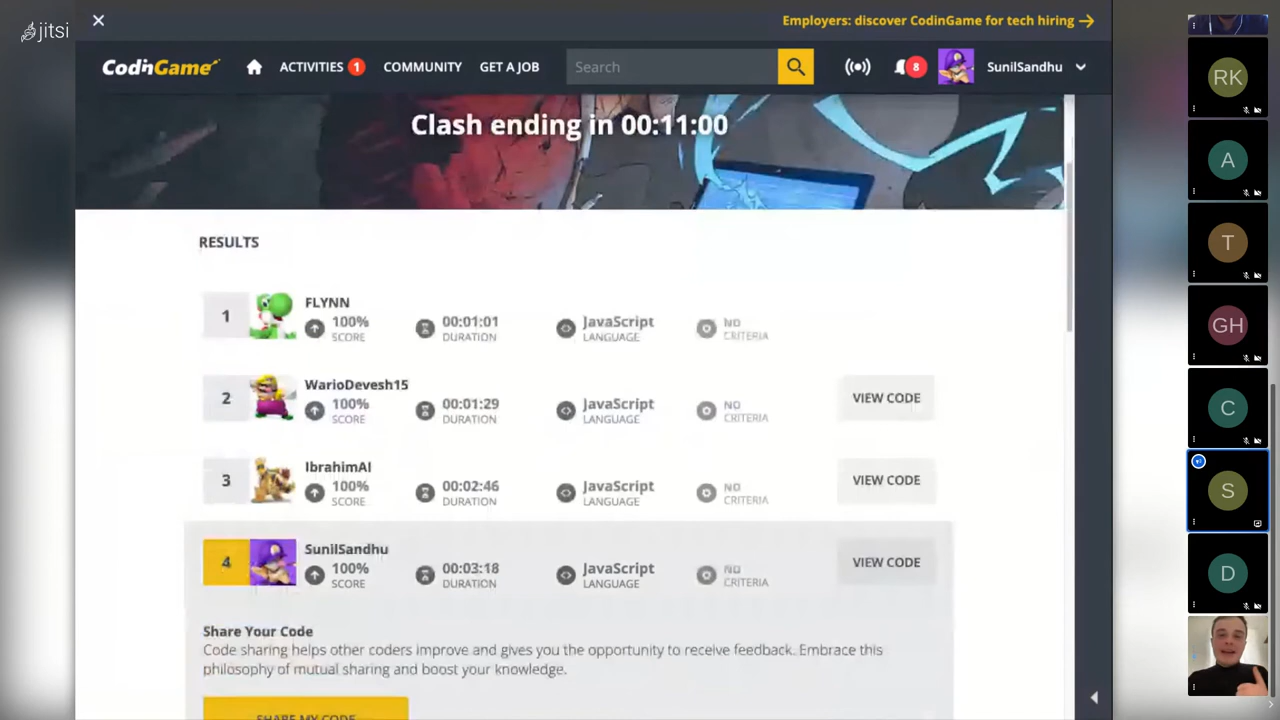 jitsi
Employers: discover CodinGame for tech hiring
CodinGame
ACTIVITIES 1
COMMUNITY
GET A JOB
Search
8
SunilSandhu
Clash ending in 00:11:00
RESULTS
1
FLYNN
100%
SCORE
00:01:01
DURATION
JavaScript
LANGUAGE
NO
CRITERIA
2
WarioDevesh15
100%
SCORE
00:01:29
DURATION
JavaScript
LANGUAGE
NO
CRITERIA
VIEW CODE
3
IbrahimAl
100%
SCORE
00:02:46
DURATION
JavaScript
LANGUAGE
NO
CRITERIA
VIEW CODE
4
SunilSandhu
100%
SCORE
00:03:18
DURATION
JavaScript
LANGUAGE
NO
CRITERIA
VIEW CODE
Share Your Code
Code sharing helps other coders improve and gives you the opportunity to receive feedback. Embrace this
philosophy of mutual sharing and boost your knowledge.
SHARE MY CODE
RK
A
T
GH
C
S
D